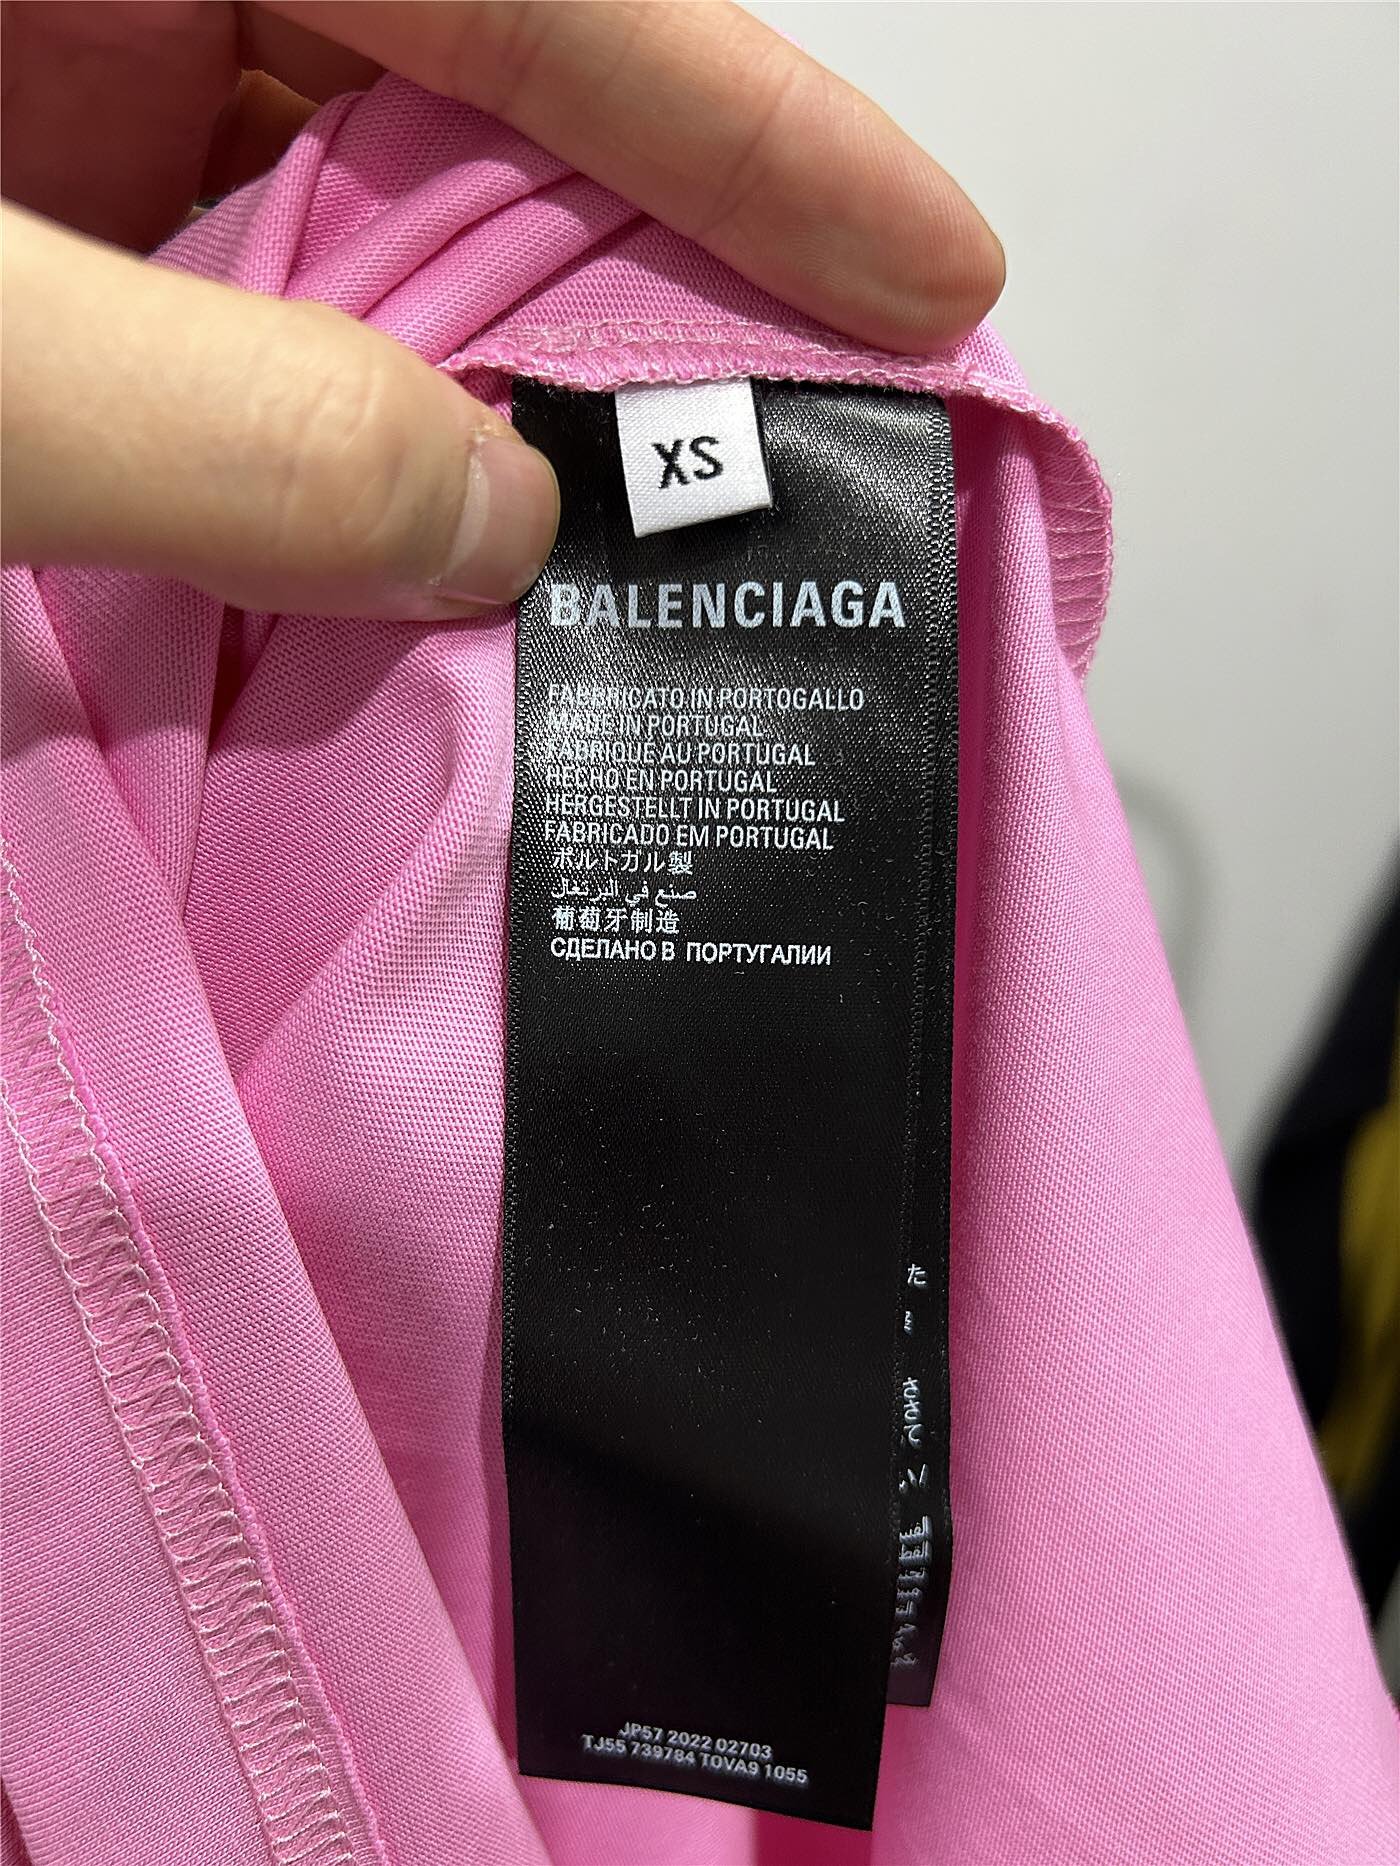 XS
BALENCIAGA
FABBRICATO IN PORTOGALLO
MADE IN PORTUGAL
FABRIQUÉ AU PORTUGAL
HECHO EN PORTUGAL
HERGESTELLT IN PORTUGAL
FABRICADO EM PORTUGAL
ポルトガル製
صنع في البرتغال
葡萄牙制造
СДЕЛАНО В ПОРТУГАЛИИ
JP57 2022 02703
TJ55 739784 TOVA9 1055